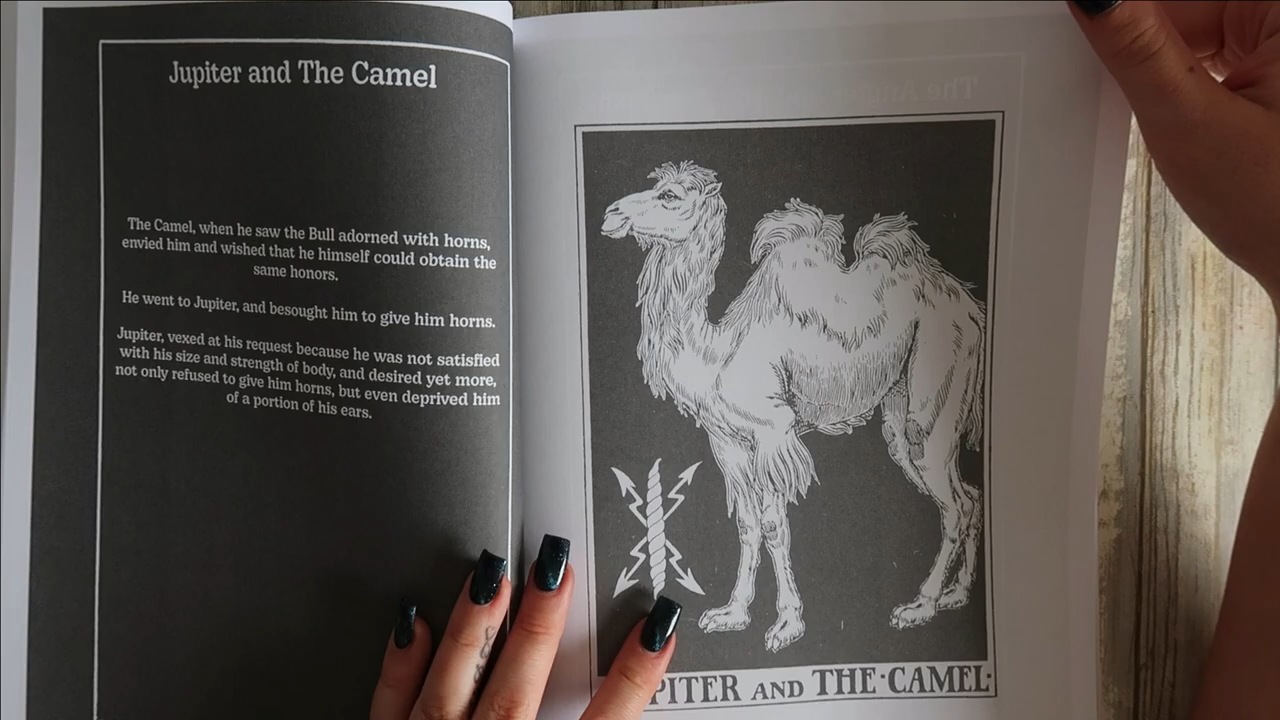 Jupiter and The Camel
The Camel, when he saw the Bull adorned with horns,
envied him and wished that he himself could obtain the
same honors.
He went to Jupiter, and besought him to give him horns.
Jupiter, vexed at his request because he was not satisfied
with his size and strength of body, and desired yet more,
not only refused to give him horns, but even deprived him
of a portion of his ears.
PITER AND THE·CAMEL·